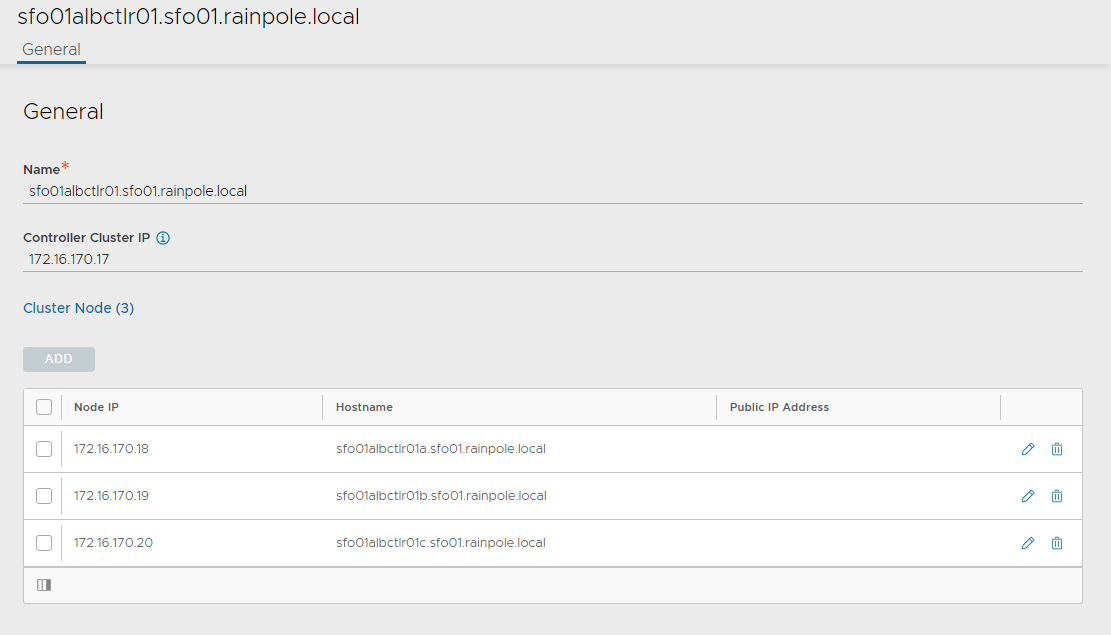 sfo01albctlr01.sfo01.rainpole.local
General
General
Name*
sfo01albctlr01.sfo01.rainpole.local
Controller Cluster IP
172.16.170.17
Cluster Node (3)
ADD
Node IP Hostname Public IP Address
172.16.170.18 sfo01albctlr01a.sfo01.rainpole.local
172.16.170.19 sfo01albctlr01b.sfo01.rainpole.local
172.16.170.20 sfo01albctlr01c.sfo01.rainpole.local